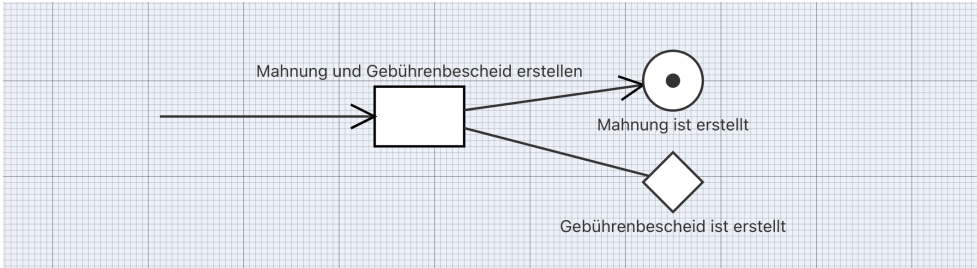 Mahnung und Gebührenbescheid erstellen
Mahnung ist erstellt
Gebührenbescheid ist erstellt